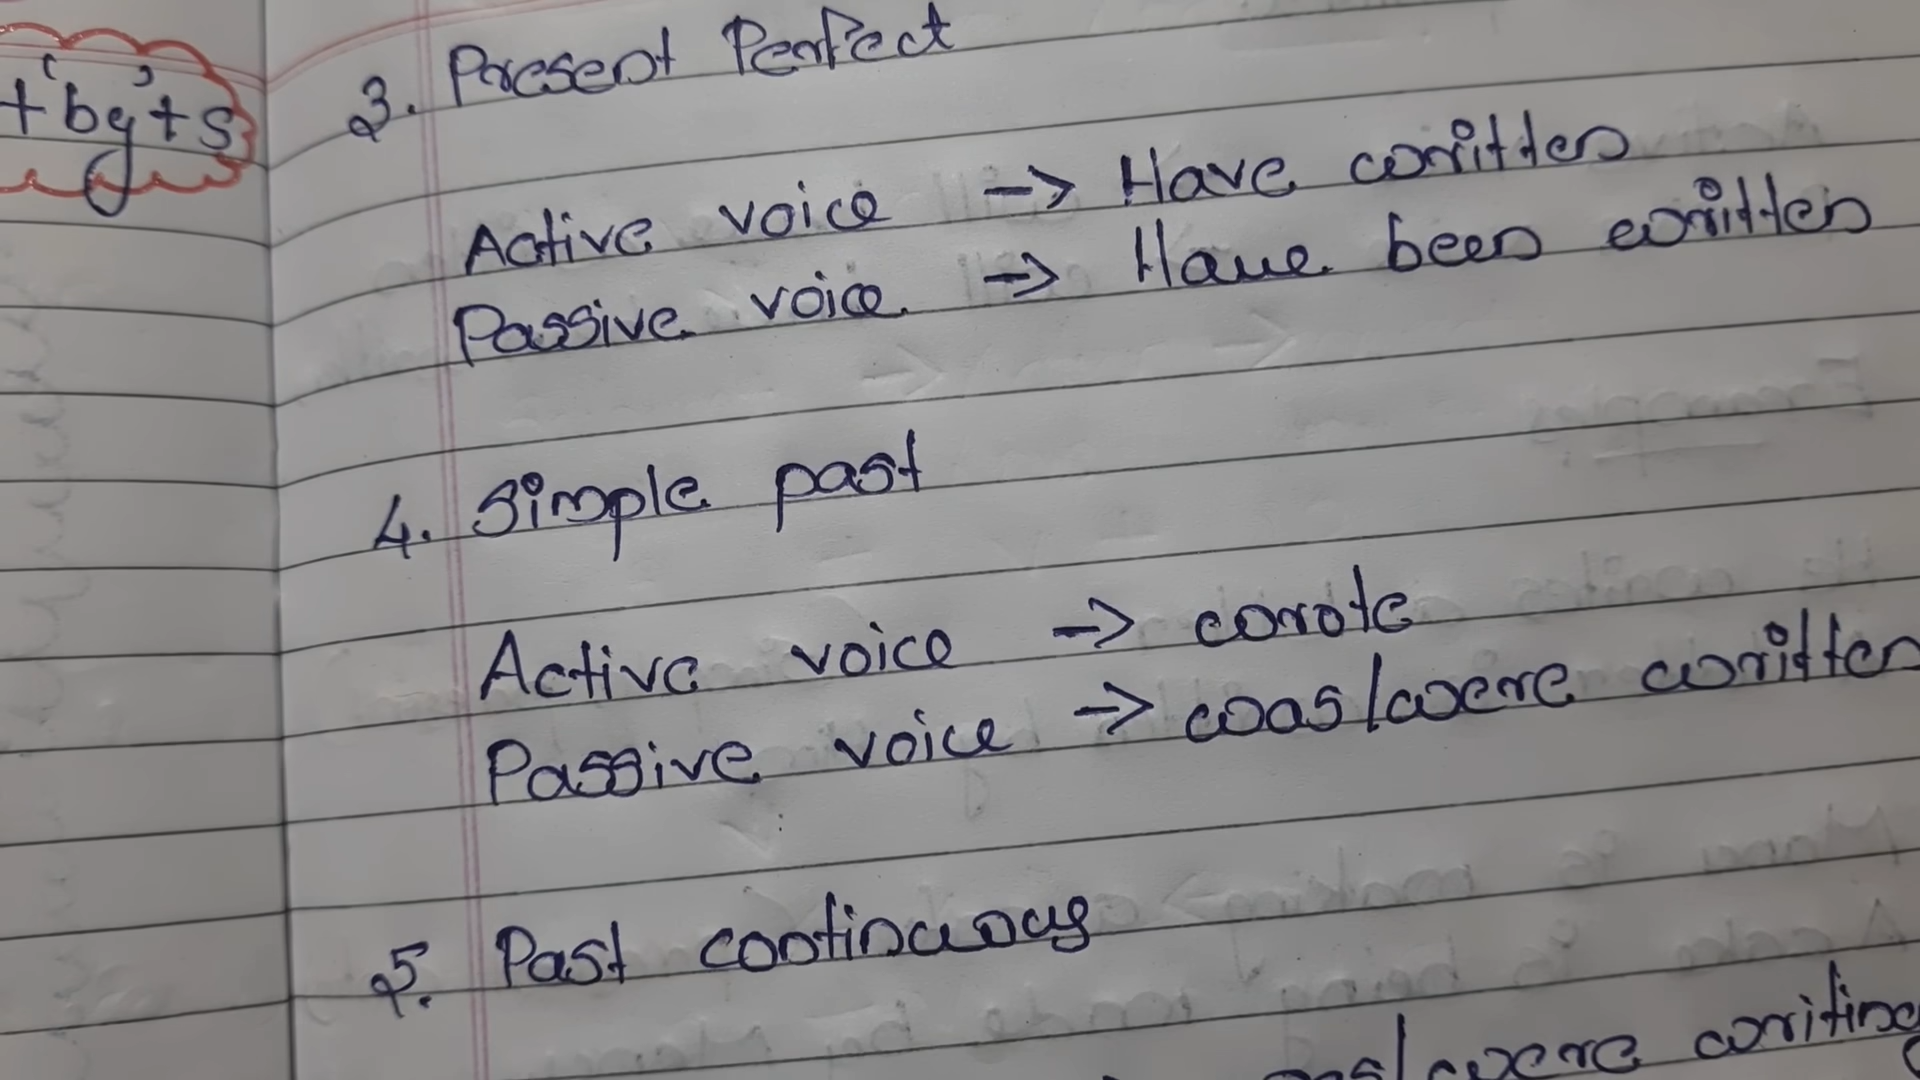 + 'by' + s
3. Present Perfect
Active voice -> Have written
Passive voice -> Have been written
4. Simple past
Active voice -> wrote
Passive voice -> was/were written
5. Past continuous
was/were writing